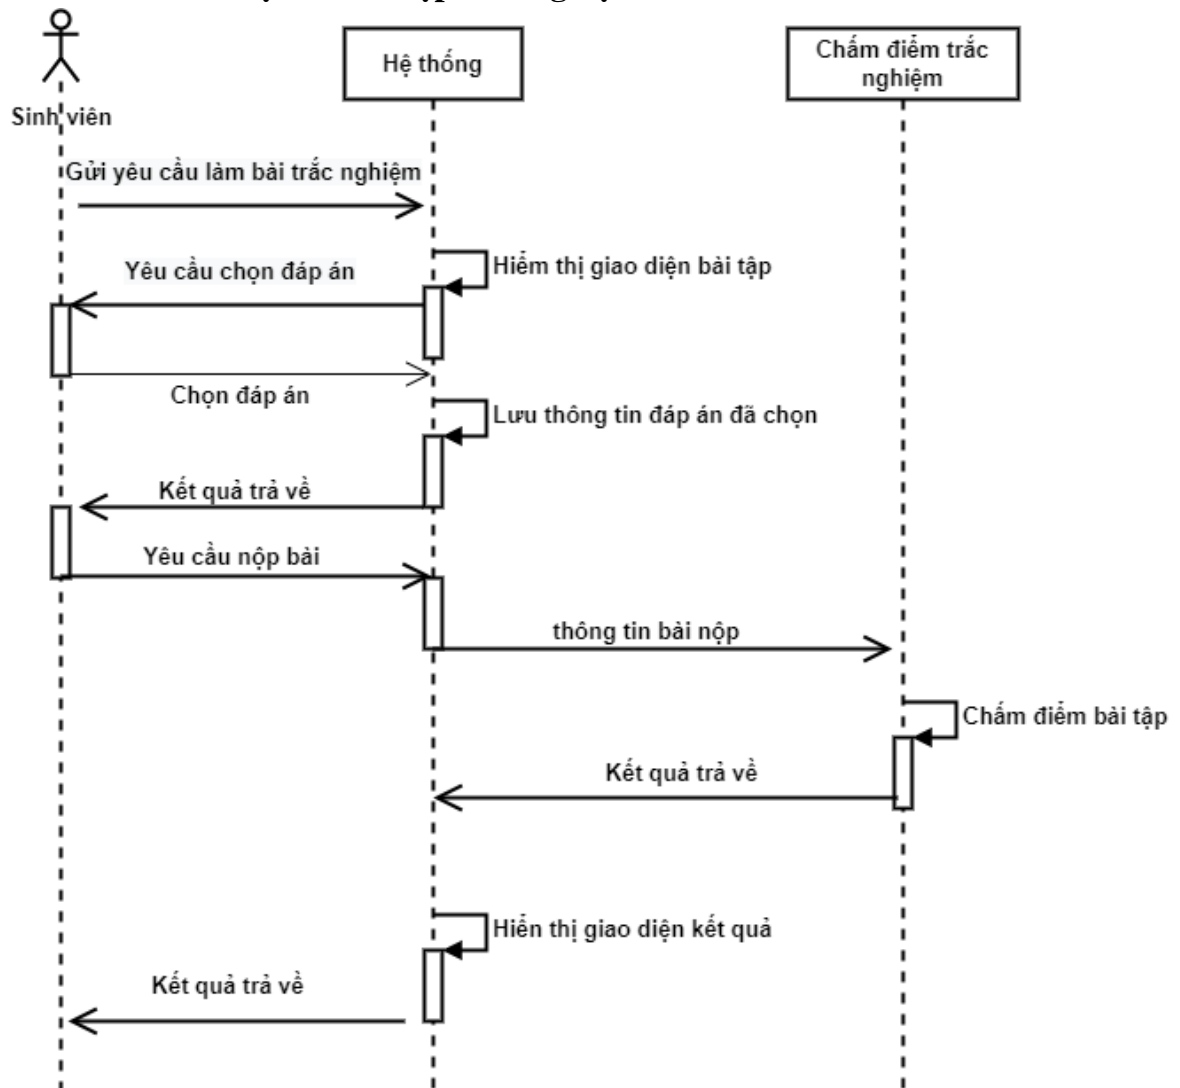 Hệ thống
Chấm điểm trắc
nghiệm
Sinh viên
Gửi yêu cầu làm bài trắc nghiệm
Hiểm thị giao diện bài tập
Yêu cầu chọn đáp án
Chọn đáp án
Lưu thông tin đáp án đã chọn
Kết quả trả về
Yêu cầu nộp bài
thông tin bài nộp
Chấm điểm bài tập
Kết quả trả về
Hiển thị giao diện kết quả
Kết quả trả về